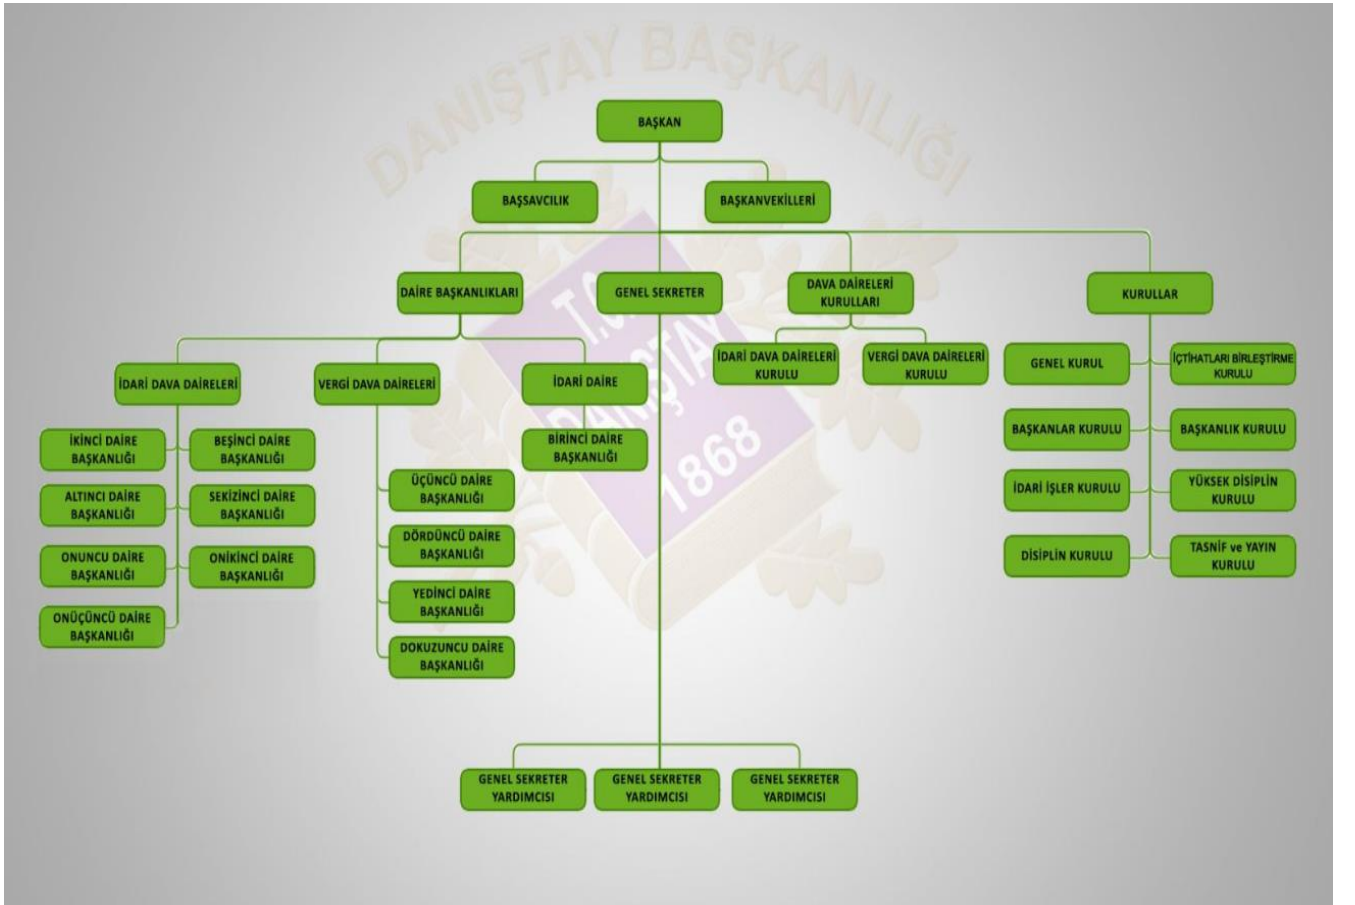 DANIŞTAY BAŞKANLIĞI
BAŞKAN
BAŞSAVCILIK
BAŞKANVEKİLLERİ
DAİRE BAŞKANLIKLARI
GENEL SEKRETER
DAVA DAİRELERİ
KURULLARI
KURULLAR
T.C.
DANIŞTAY
1868
İDARİ DAVA DAİRELERİ
VERGİ DAVA DAİRELERİ
İDARİ DAİRE
İDARİ DAVA DAİRELERİ
KURULU
VERGİ DAVA DAİRELERİ
KURULU
GENEL KURUL
İÇTİHATLARI BİRLEŞTİRME
KURULU
İKİNCİ DAİRE
BAŞKANLIĞI
BEŞİNCİ DAİRE
BAŞKANLIĞI
ALTINCI DAİRE
BAŞKANLIĞI
SEKİZİNCİ DAİRE
BAŞKANLIĞI
ONUNCU DAİRE
BAŞKANLIĞI
ONİKİNCİ DAİRE
BAŞKANLIĞI
ONÜÇÜNCÜ DAİRE
BAŞKANLIĞI
ÜÇÜNCÜ DAİRE
BAŞKANLIĞI
DÖRDÜNCÜ DAİRE
BAŞKANLIĞI
YEDİNCİ DAİRE
BAŞKANLIĞI
DOKUZUNCU DAİRE
BAŞKANLIĞI
BİRİNCİ DAİRE
BAŞKANLIĞI
BAŞKANLAR KURULU
BAŞKANLIK KURULU
İDARİ İŞLER KURULU
YÜKSEK DİSİPLİN
KURULU
DİSİPLİN KURULU
TASNİF ve YAYIN
KURULU
GENEL SEKRETER
YARDIMCISI
GENEL SEKRETER
YARDIMCISI
GENEL SEKRETER
YARDIMCISI